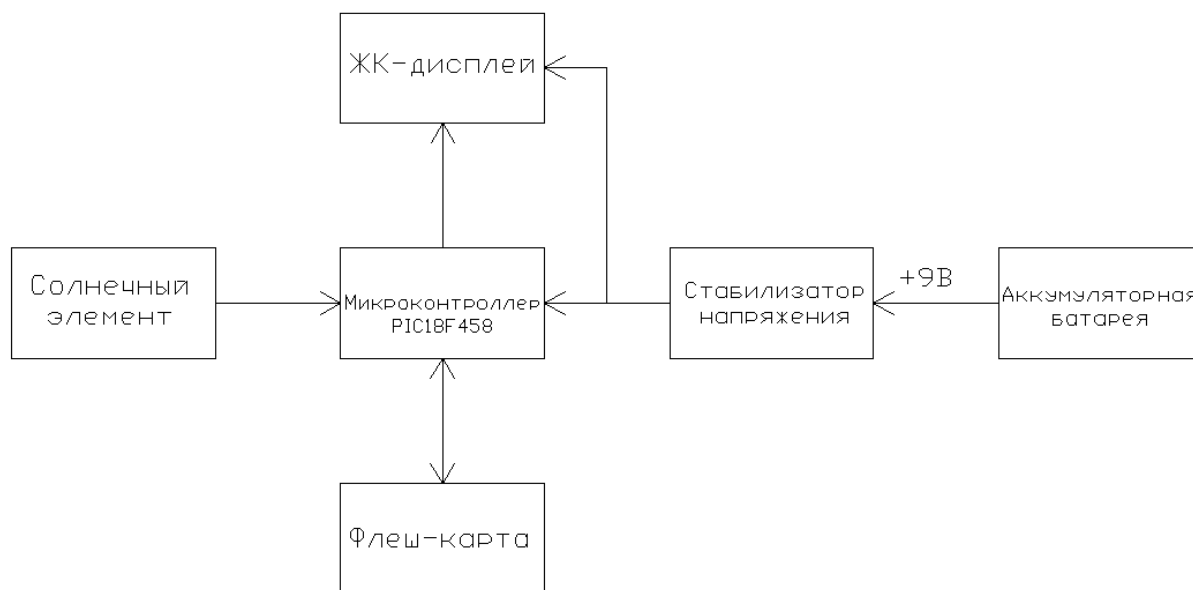 ЖК-дисплей
Солнечный
элемент
Микроконтроллер
PIC18F458
Стабилизатор
напряжения
+9В
Аккумуляторная
батарея
Флеш-карта